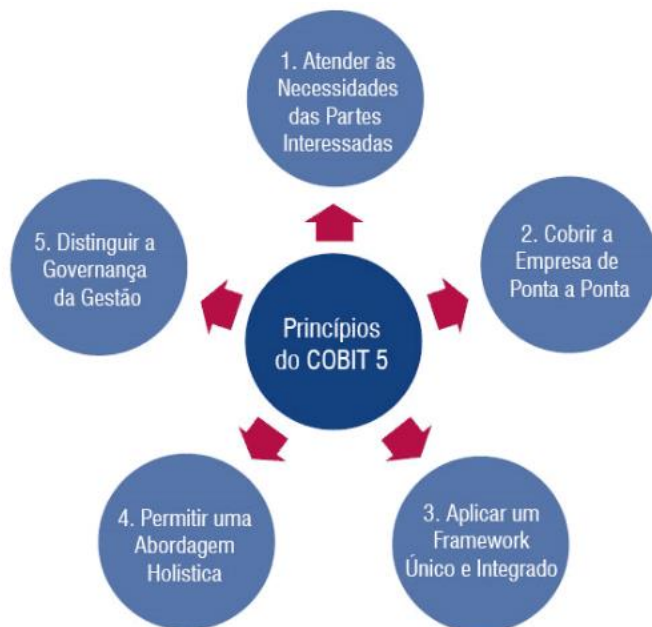 1. Atender às
Necessidades
das Partes
Interessadas
2. Cobrir a
Empresa de
Ponta a Ponta
3. Aplicar um
Framework
Único e Integrado
4. Permitir uma
Abordagem
Holistica
5. Distinguir a
Governança
da Gestão
Princípios
do COBIT 5